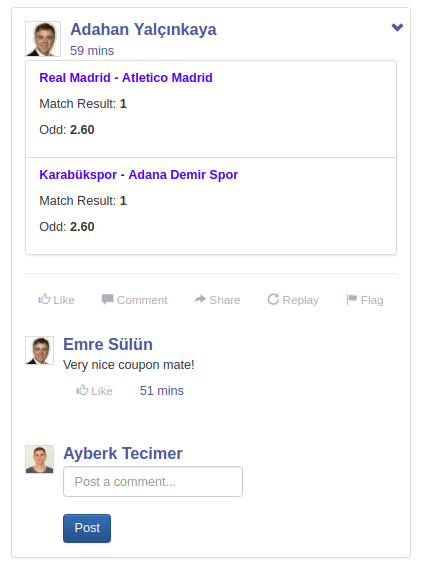 Adahan Yalçınkaya
59 mins
Real Madrid - Atletico Madrid
Match Result: 1
Odd: 2.60
Karabükspor - Adana Demir Spor
Match Result: 1
Odd: 2.60
Like Comment Share Replay Flag
Emre Sülün
Very nice coupon mate!
Like 51 mins
Ayberk Tecimer
Post a comment...
Post